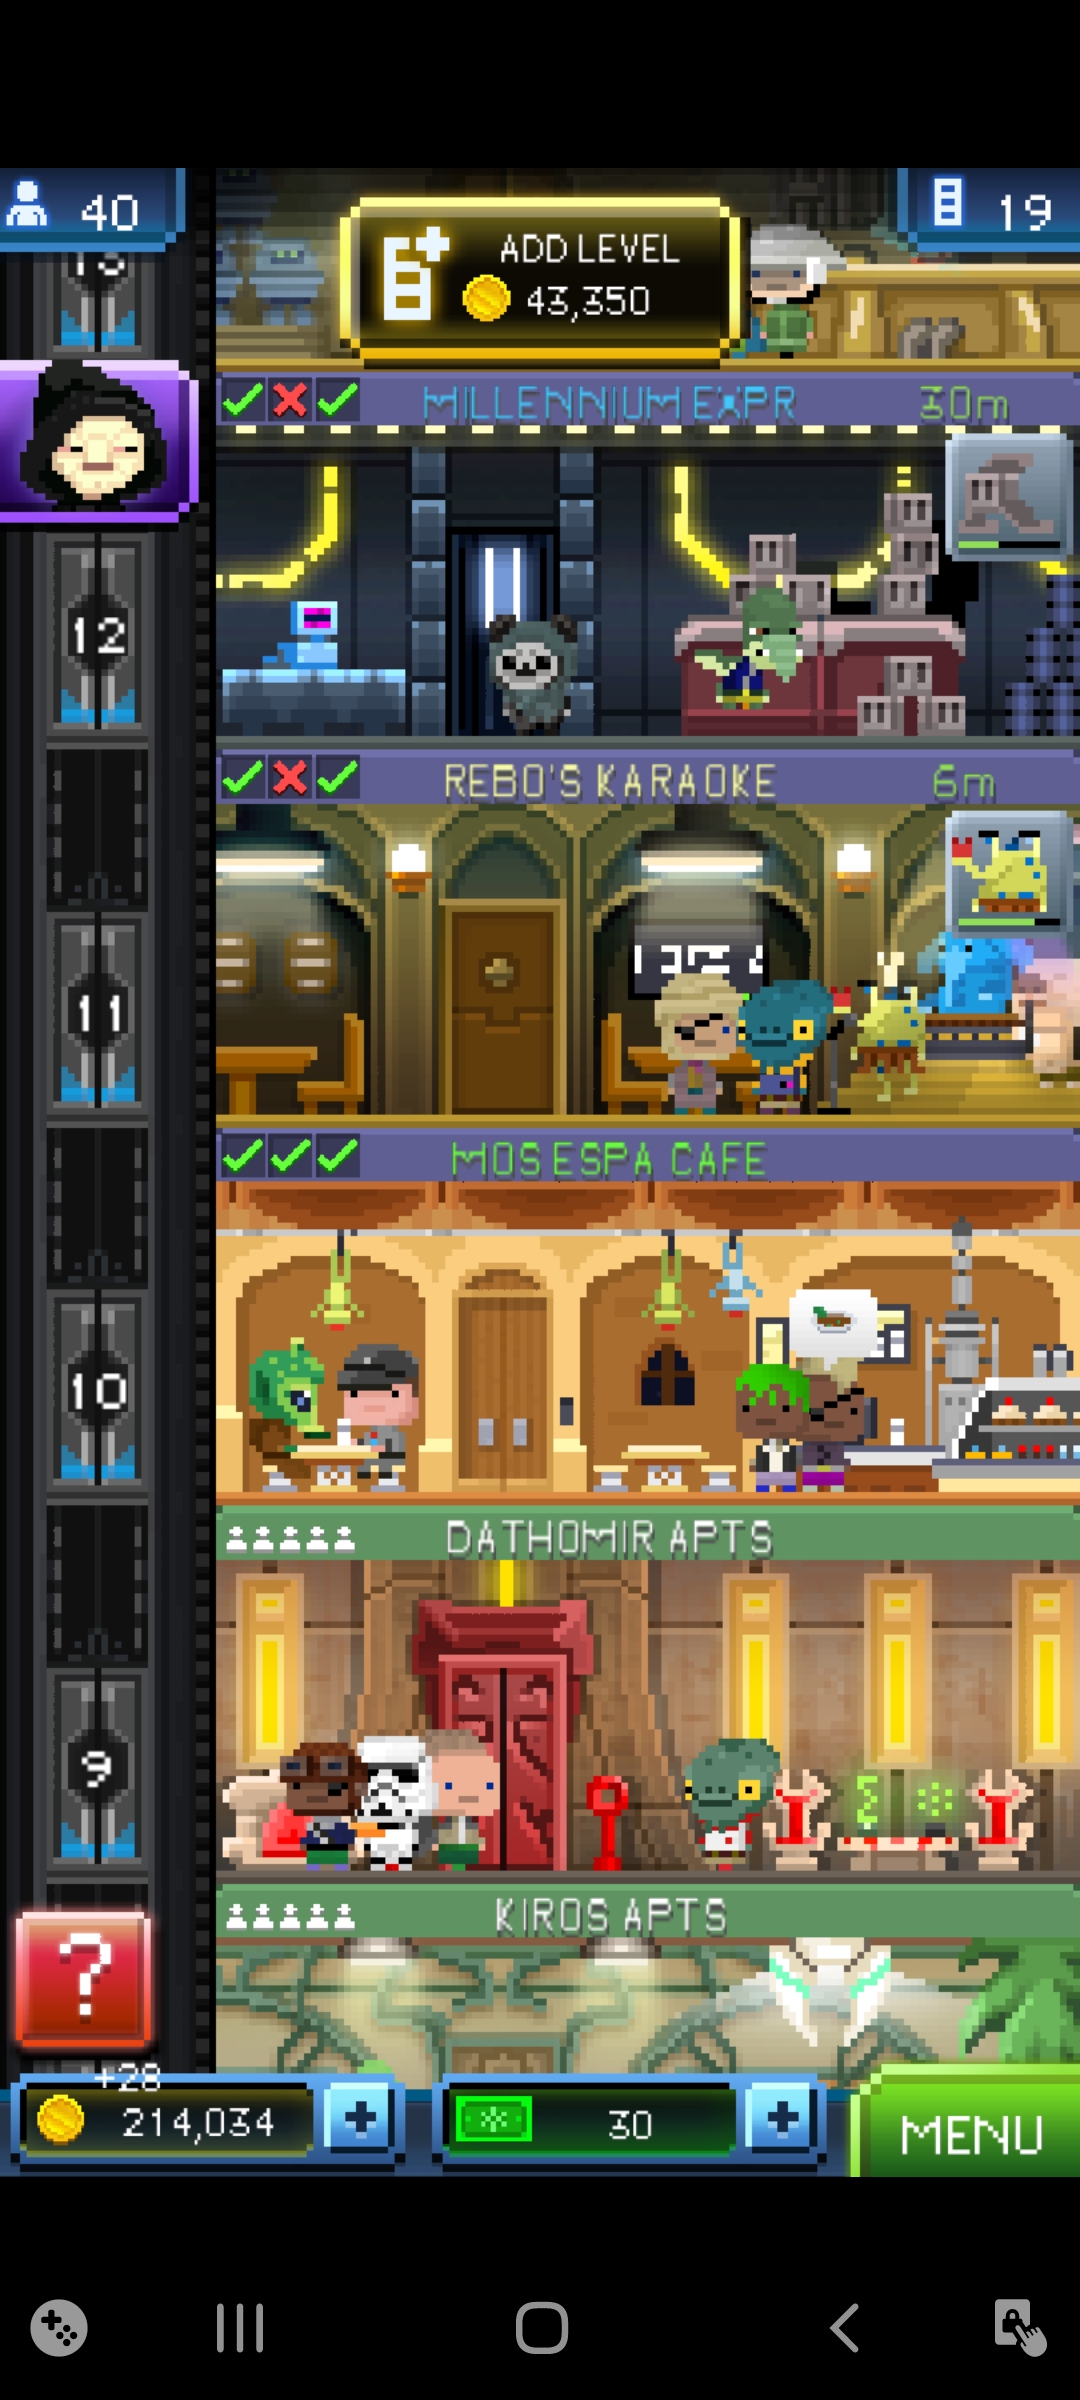 40
ADD LEVEL
43,350
19
MILLENNIUM EXPR
30m
12
REBO'S KARAOKE
6m
11
MOS ESPA CAFE
10
DATHOMIR APTS
9
KIROS APTS
?
+28
214,034
+
30
+
MENU